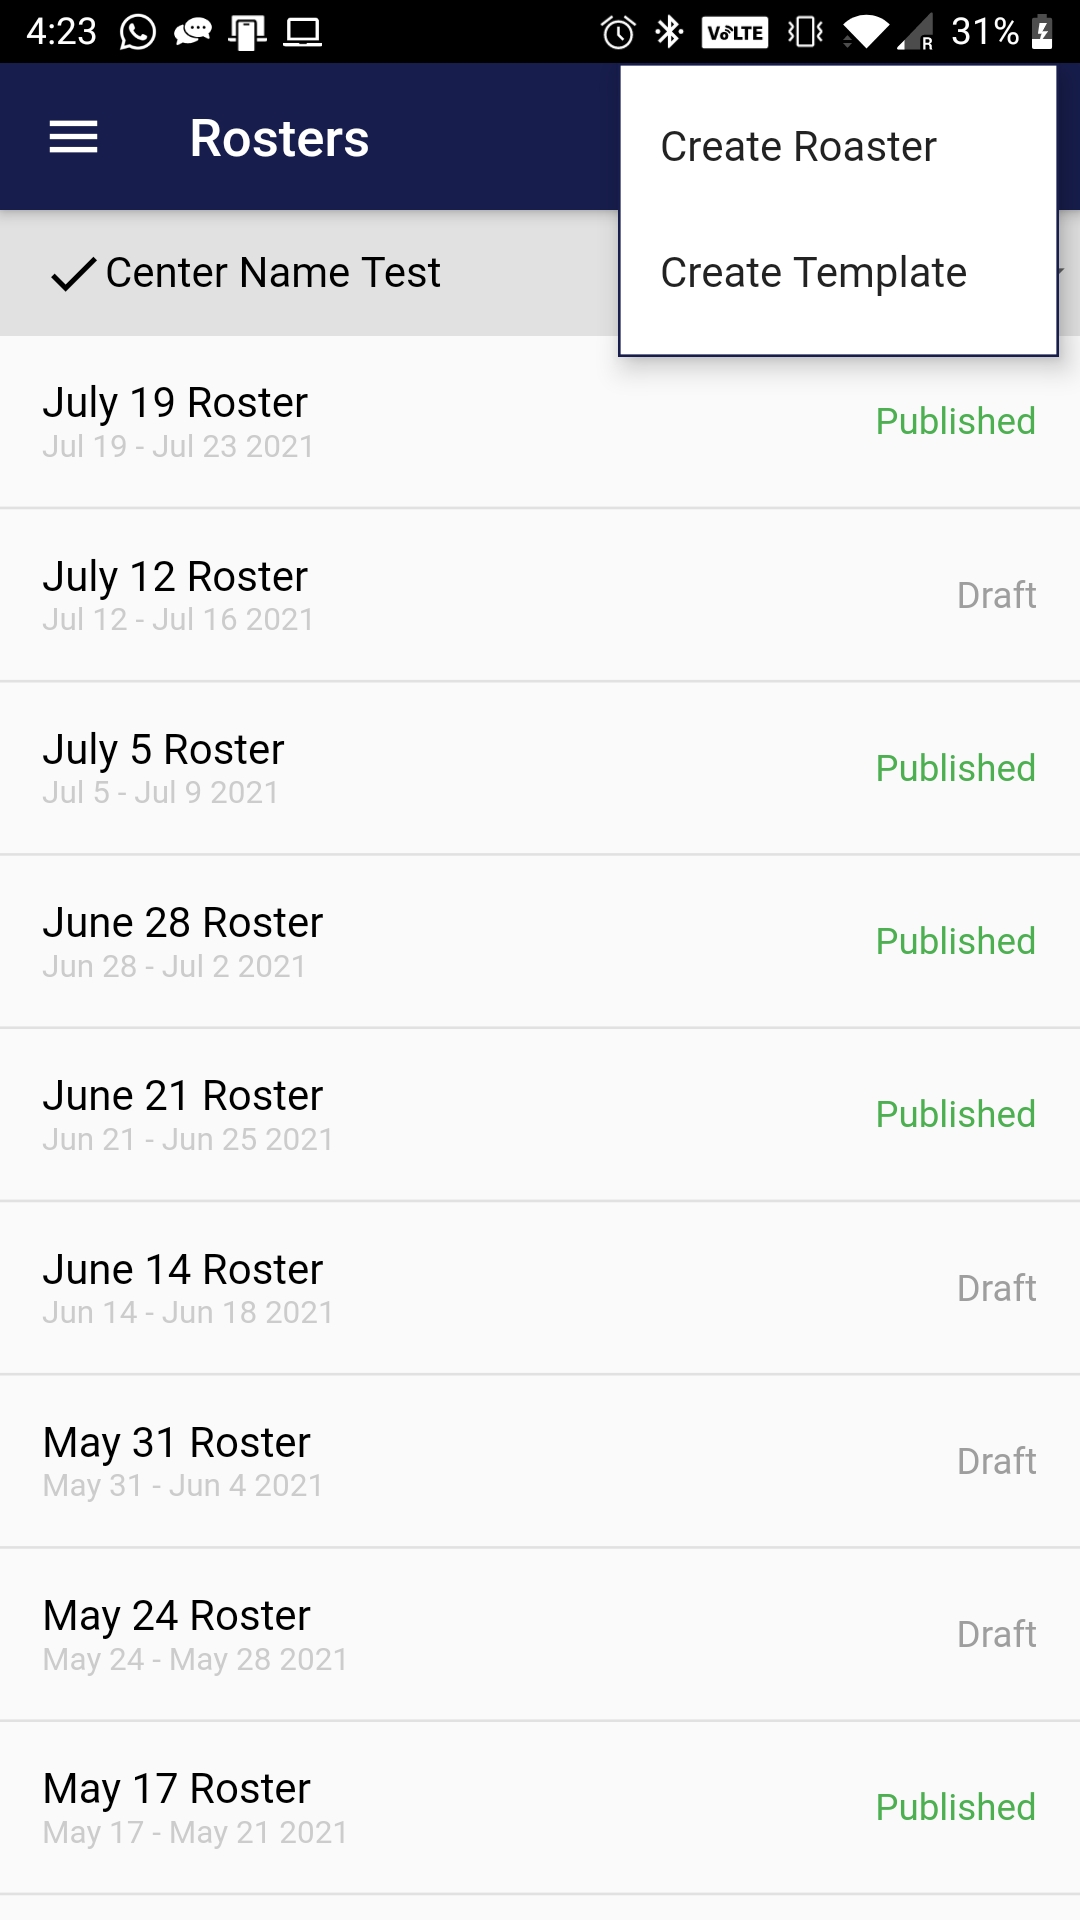 4:23 VoLTE R 31%
Rosters
Create Roaster
Center Name Test
Create Template
July 19 Roster
Jul 19 - Jul 23 2021
Published
July 12 Roster
Jul 12 - Jul 16 2021
Draft
July 5 Roster
Jul 5 - Jul 9 2021
Published
June 28 Roster
Jun 28 - Jul 2 2021
Published
June 21 Roster
Jun 21 - Jun 25 2021
Published
June 14 Roster
Jun 14 - Jun 18 2021
Draft
May 31 Roster
May 31 - Jun 4 2021
Draft
May 24 Roster
May 24 - May 28 2021
Draft
May 17 Roster
May 17 - May 21 2021
Published